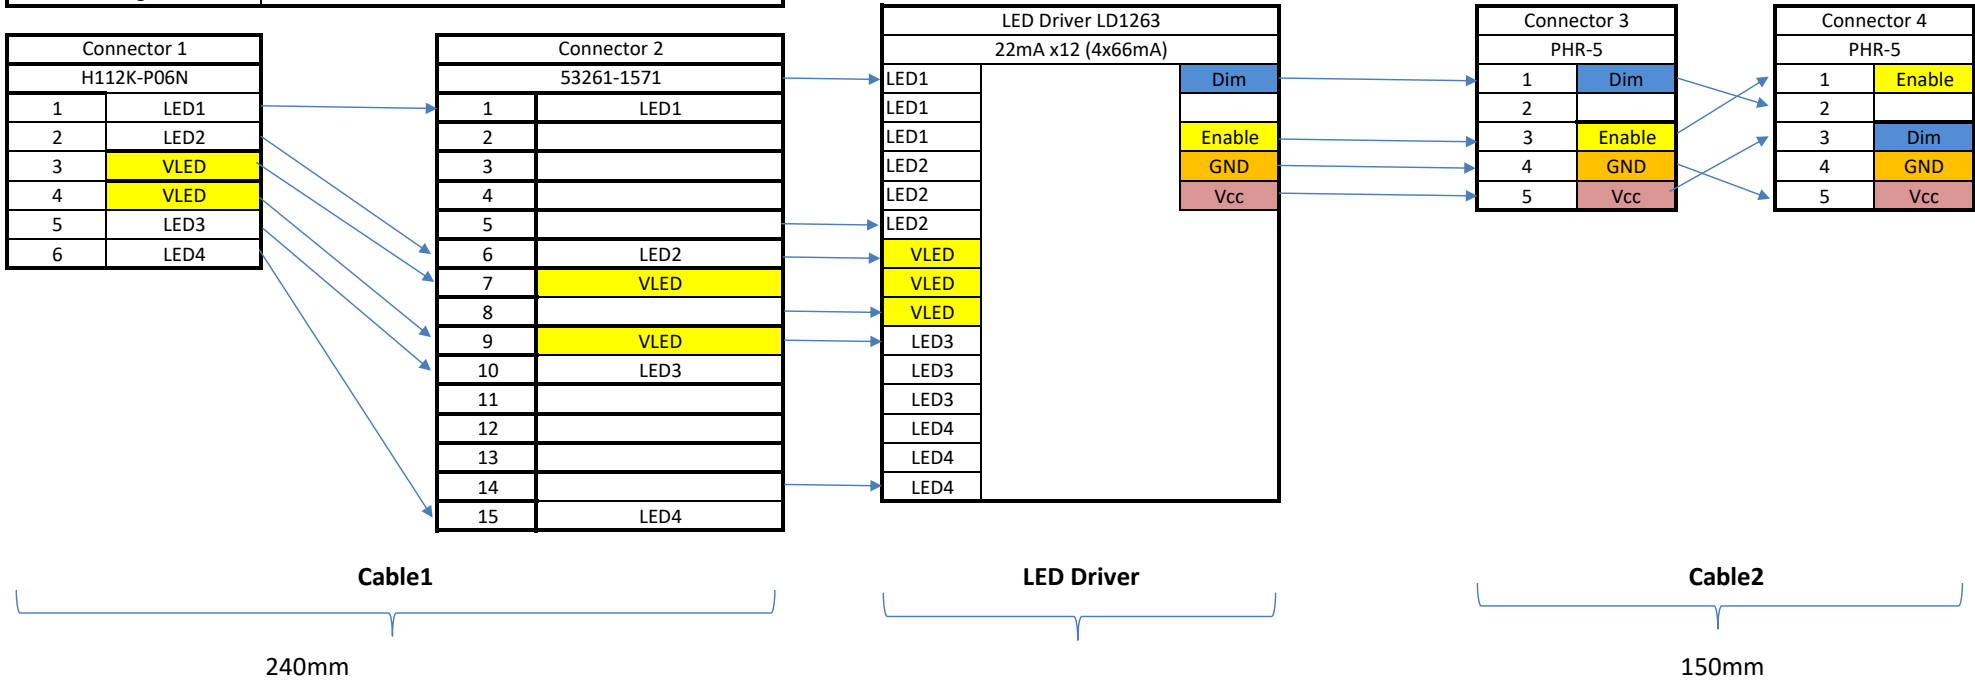 Connector 1
H112K-P06N
1 LED1
2 LED2
3 VLED
4 VLED
5 LED3
6 LED4
Connector 2
53261-1571
1 LED1
2
3
4
5
6 LED2
7 VLED
8
9 VLED
10 LED3
11
12
13
14
15 LED4
LED Driver LD1263
22mA x12 (4x66mA)
LED1 Dim
LED1
LED1 Enable
LED2 GND
LED2 Vcc
LED2
VLED
VLED
VLED
LED3
LED3
LED3
LED4
LED4
LED4
Connector 3
PHR-5
1 Dim
2
3 Enable
4 GND
5 Vcc
Connector 4
PHR-5
1 Enable
2
3 Dim
4 GND
5 Vcc
Cable1
LED Driver
Cable2
240mm
150mm